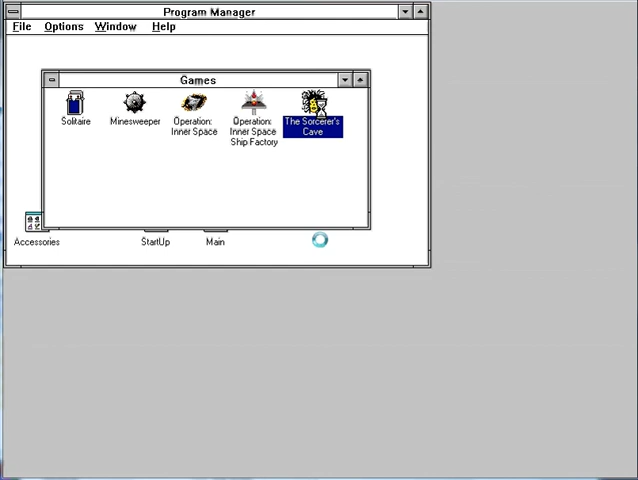 Program Manager
File Options Window Help
Games
Solitaire
Minesweeper
Operation:
Inner Space
Operation:
Inner Space
Ship Factory
The Sorcerer's
Cave
Accessories
StartUp
Main